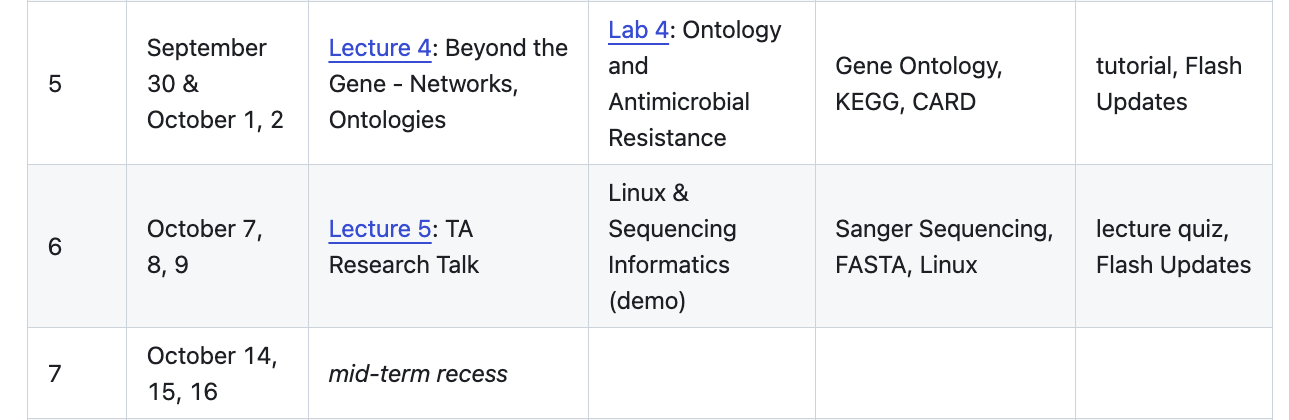 5
September
30 &
October 1, 2
Lecture 4: Beyond the
Gene - Networks,
Ontologies
Lab 4: Ontology
and
Antimicrobial
Resistance
Gene Ontology,
KEGG, CARD
tutorial, Flash
Updates
6
October 7,
8, 9
Lecture 5: TA
Research Talk
Linux &
Sequencing
Informatics
(demo)
Sanger Sequencing,
FASTA, Linux
lecture quiz,
Flash Updates
7
October 14,
15, 16
mid-term recess